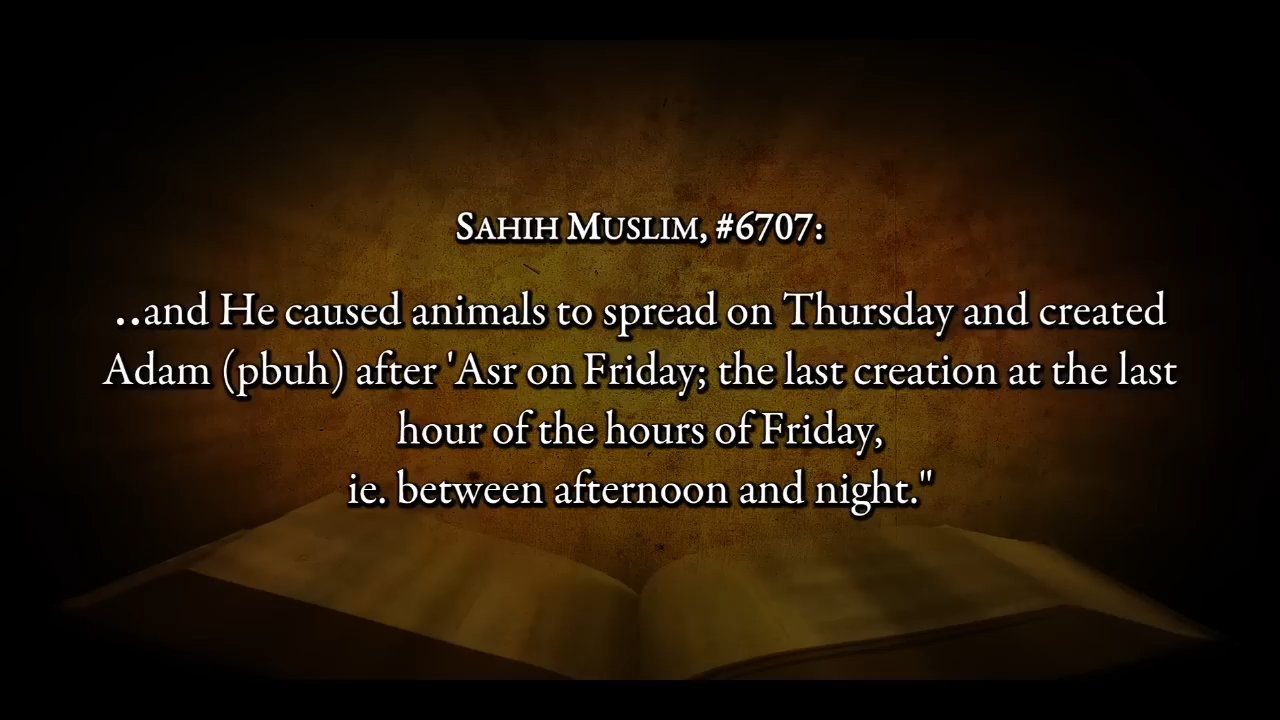 SAHIH MUSLIM, #6707:
..and He caused animals to spread on Thursday and created
Adam (pbuh) after 'Asr on Friday; the last creation at the last
hour of the hours of Friday,
ie. between afternoon and night."